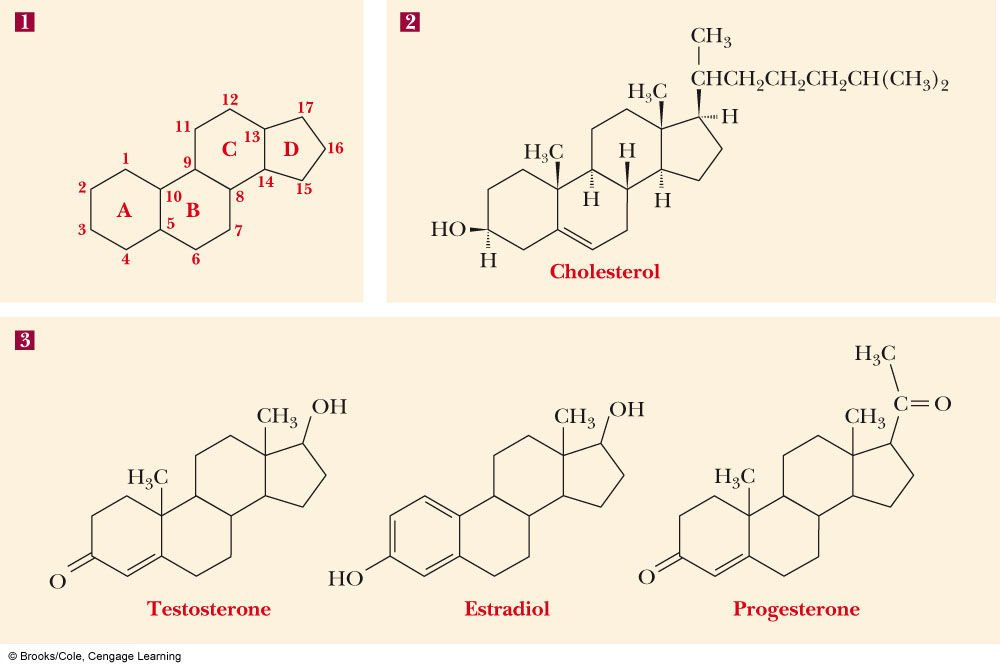 1
12
17
11
13
C
D
16
1
9
14
15
2
10
8
A
B
3
5
7
4
6
2
CH₃
CHCH₂CH₂CH₂CH(CH₃)₂
H₃C
H
H₃C
H
H
H
HO
H
Cholesterol
3
CH₃
OH
H₃C
O
Testosterone
CH₃
OH
HO
Estradiol
H₃C
C=O
CH₃
H₃C
O
Progesterone
© Brooks/Cole, Cengage Learning